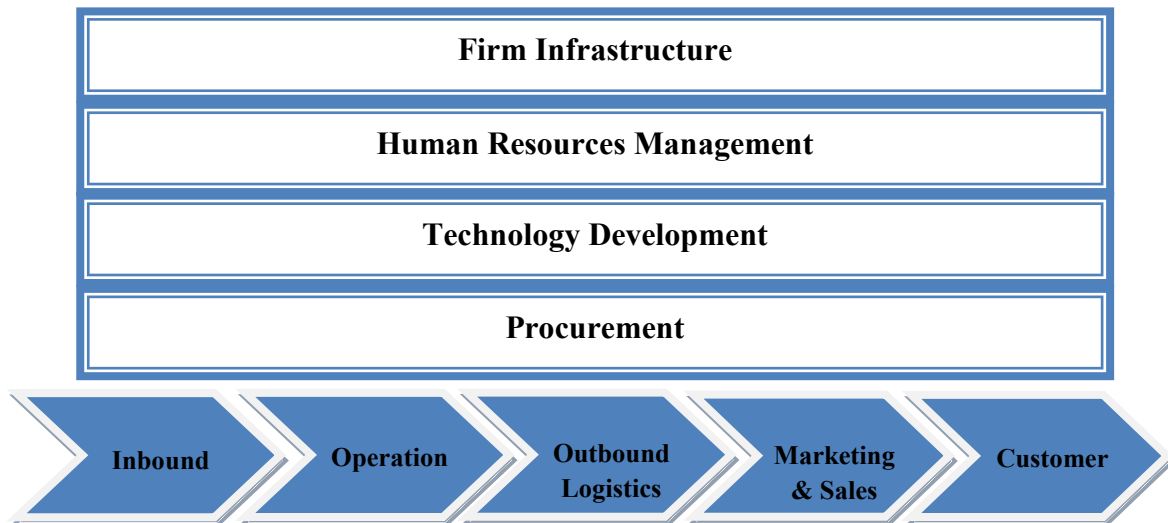 Firm Infrastructure
Human Resources Management
Technology Development
Procurement
Inbound
Operation
Outbound
Logistics
Marketing
& Sales
Customer